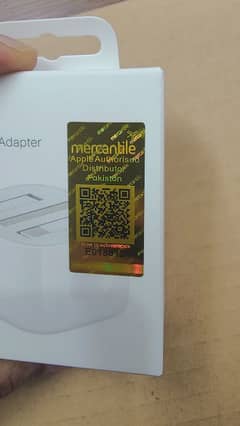 Adapter
mercantile
Apple Authorised
Distributor
Pakistan